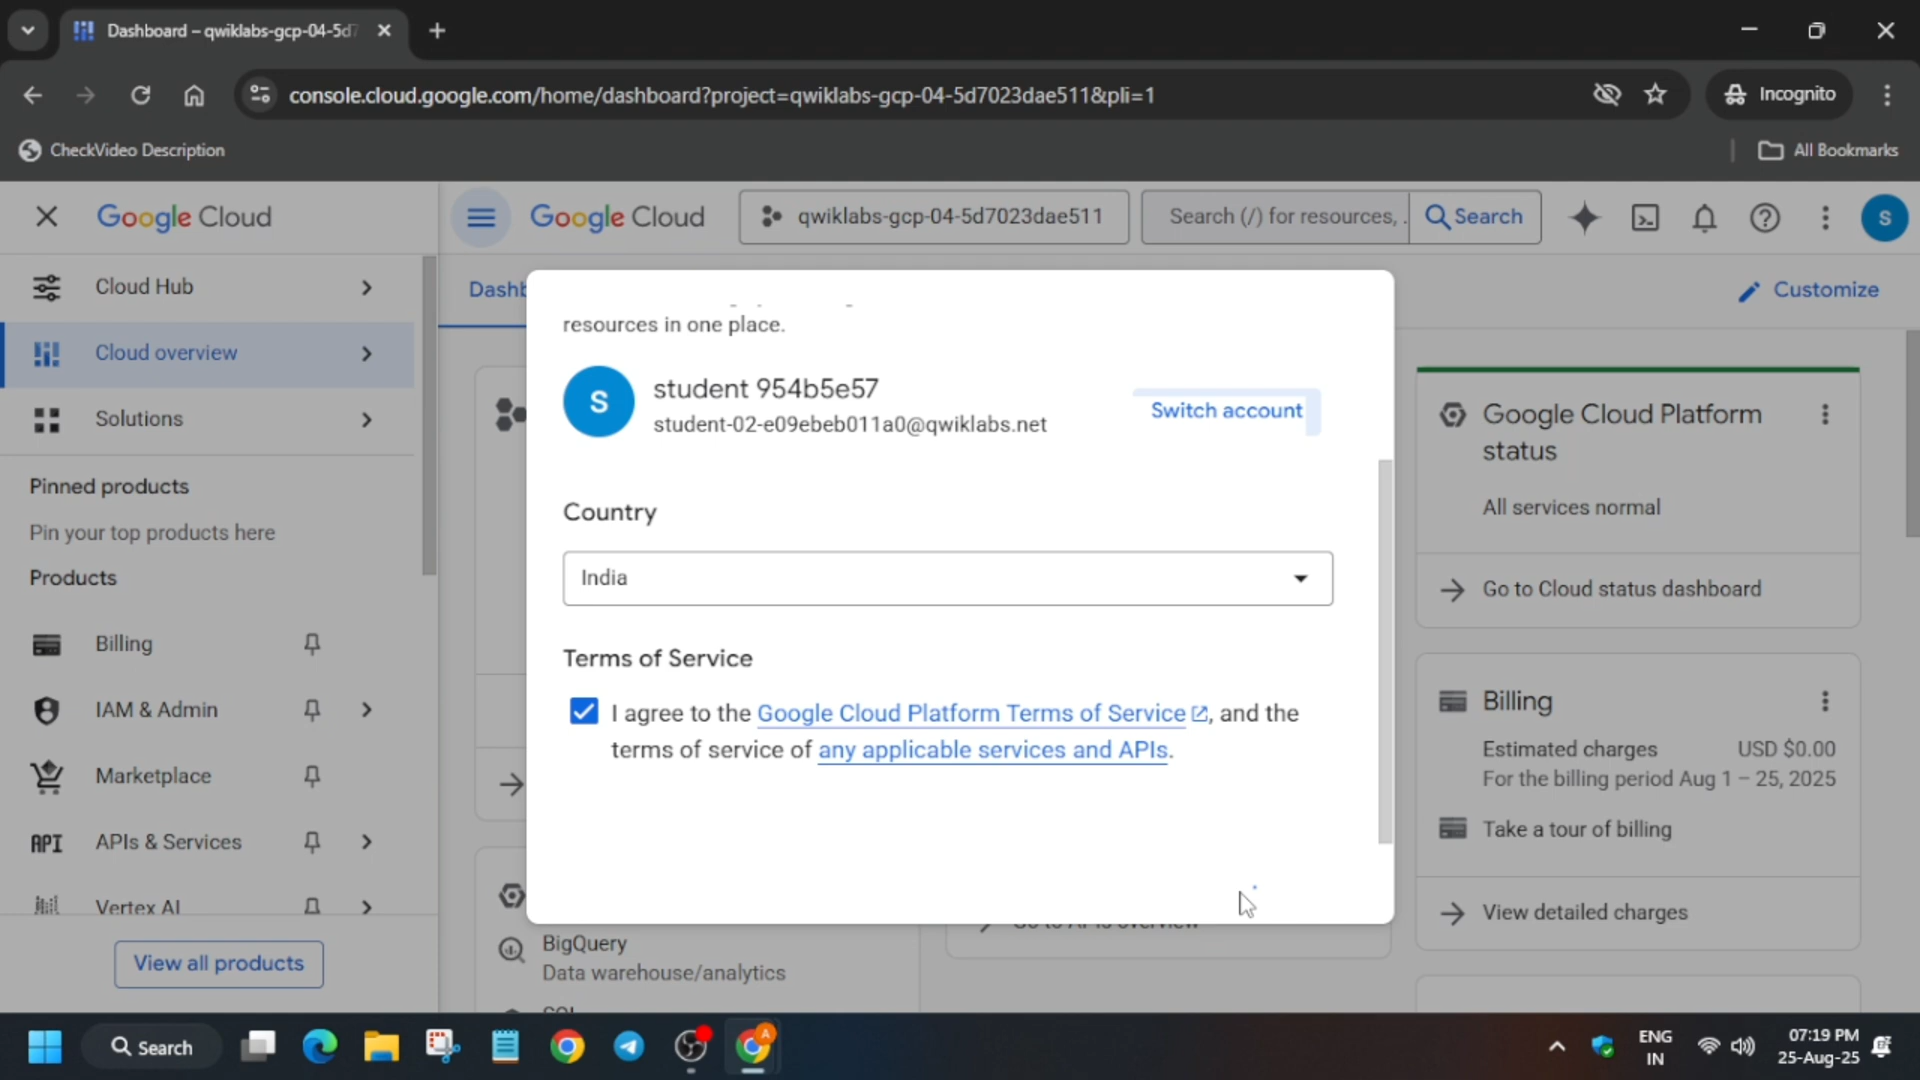 Dashboard – qwiklabs-gcp-04-5d7
console.cloud.google.com/home/dashboard?project=qwiklabs-gcp-04-5d7023dae511&pli=1
Incognito
CheckVideo Description
All Bookmarks
Google Cloud
Google Cloud
qwiklabs-gcp-04-5d7023dae511
Search (/) for resources, .
Search
S
Cloud Hub
Cloud overview
Solutions
Pinned products
Pin your top products here
Products
Billing
IAM & Admin
Marketplace
API
APIs & Services
Vertex AI
View all products
Dashb
Customize
resources in one place.
S
student 954b5e57
student-02-e09ebeb011a0@qwiklabs.net
Switch account
Country
India
Terms of Service
I agree to the Google Cloud Platform Terms of Service, and the
terms of service of any applicable services and APIs.
BigQuery
Data warehouse/analytics
SQL
Go to APIs overview
Google Cloud Platform
status
All services normal
Go to Cloud status dashboard
Billing
Estimated charges USD $0.00
For the billing period Aug 1 – 25, 2025
Take a tour of billing
View detailed charges
Search
A
ENG
IN
07:19 PM
25-Aug-25